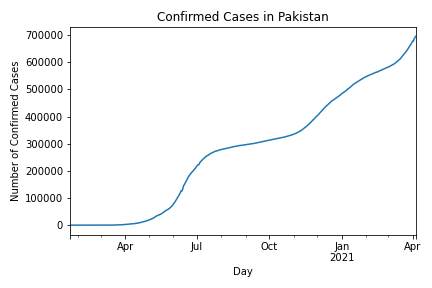 Confirmed Cases in Pakistan
700000
600000
500000
400000
300000
200000
100000
0
Number of Confirmed Cases
Apr
Jul
Oct
Jan
2021
Apr
Day